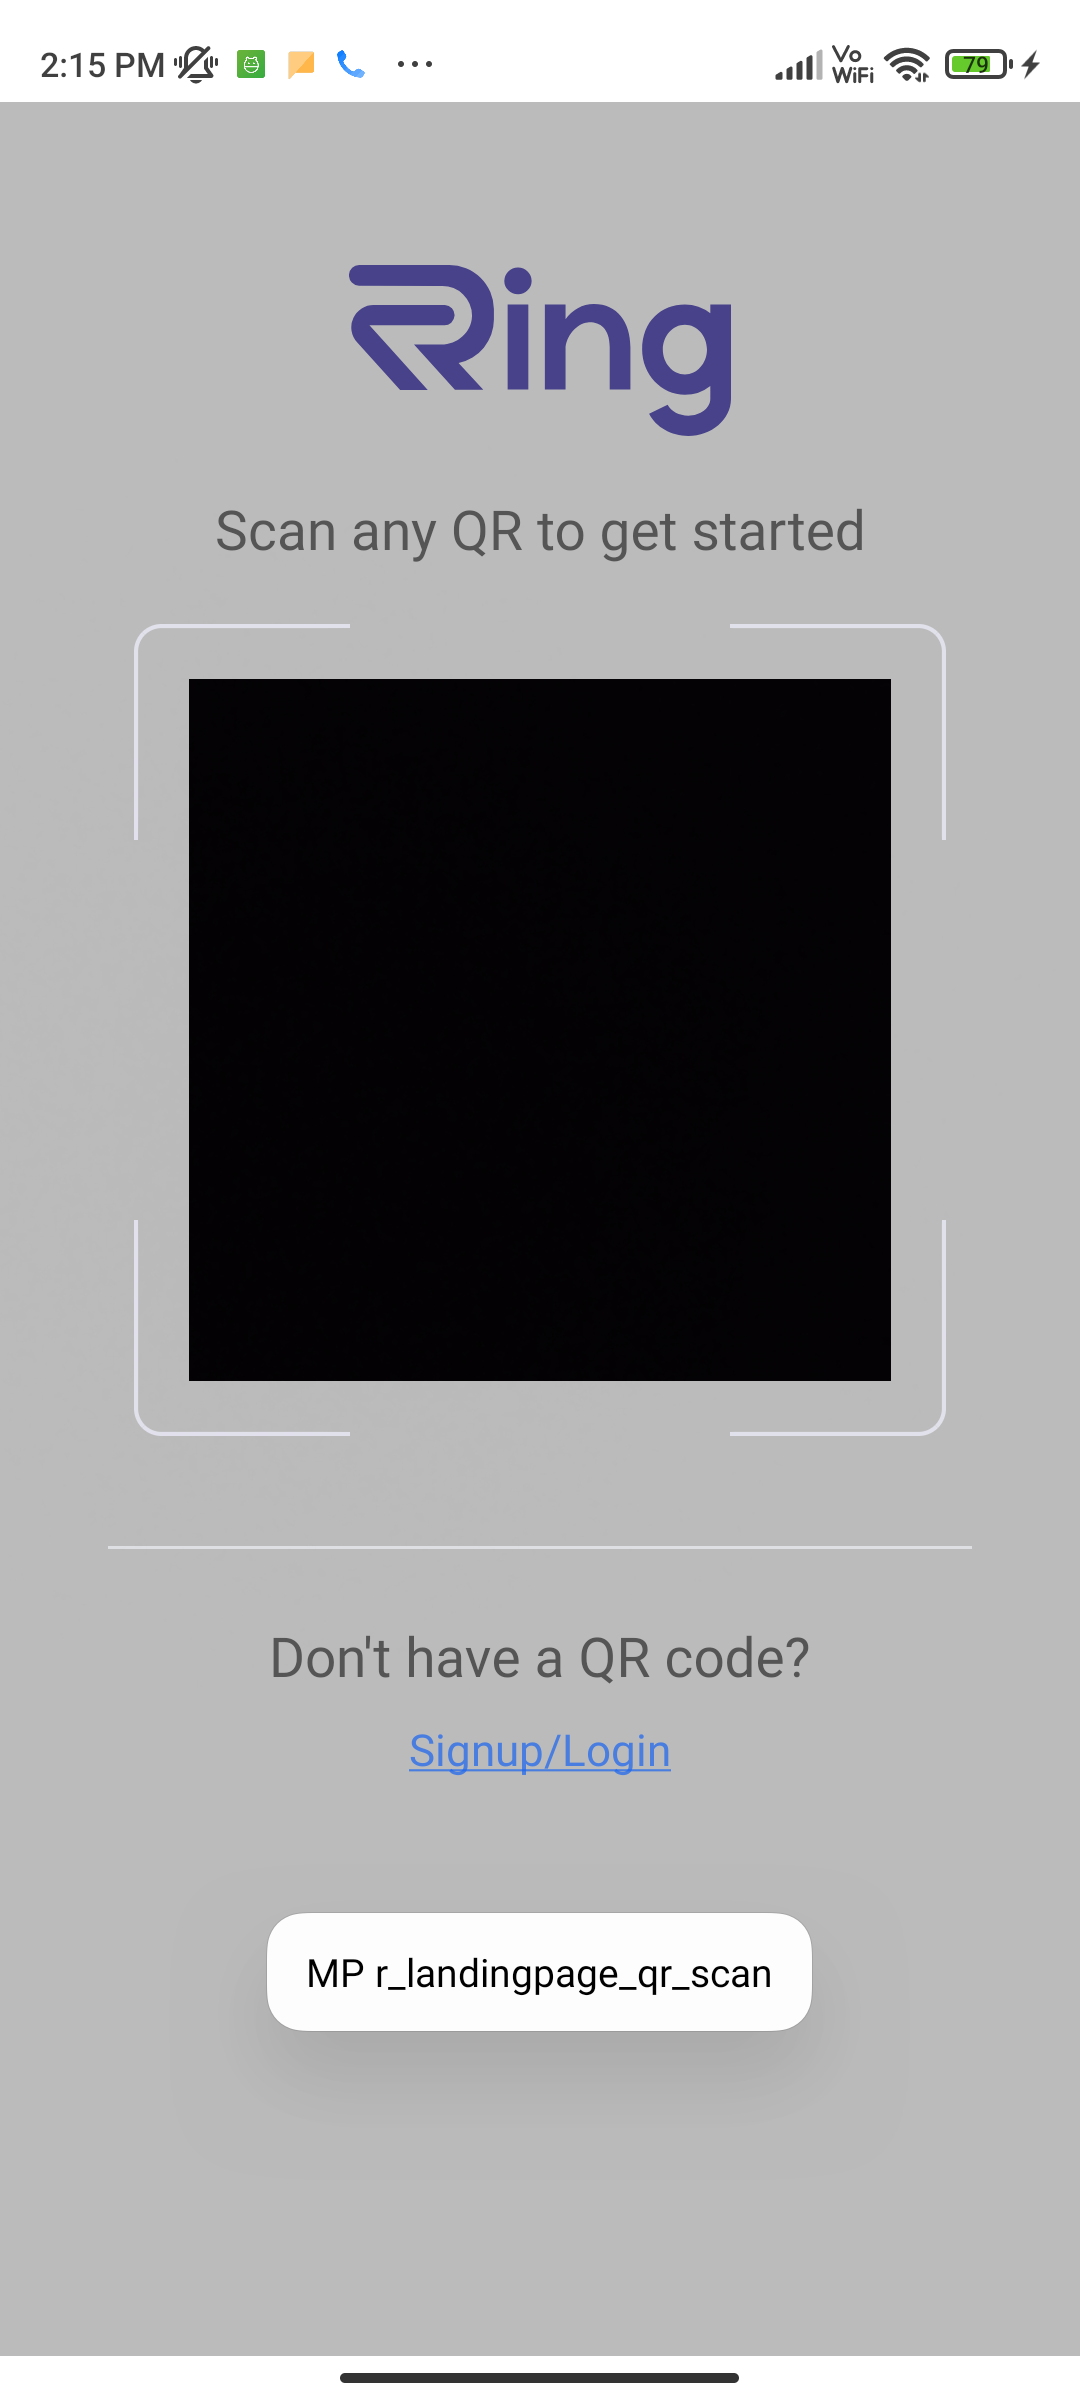 2:15 PM
Vo
WiFi
79
Ring
Scan any QR to get started
Don't have a QR code?
Signup/Login
MP r_landingpage_qr_scan